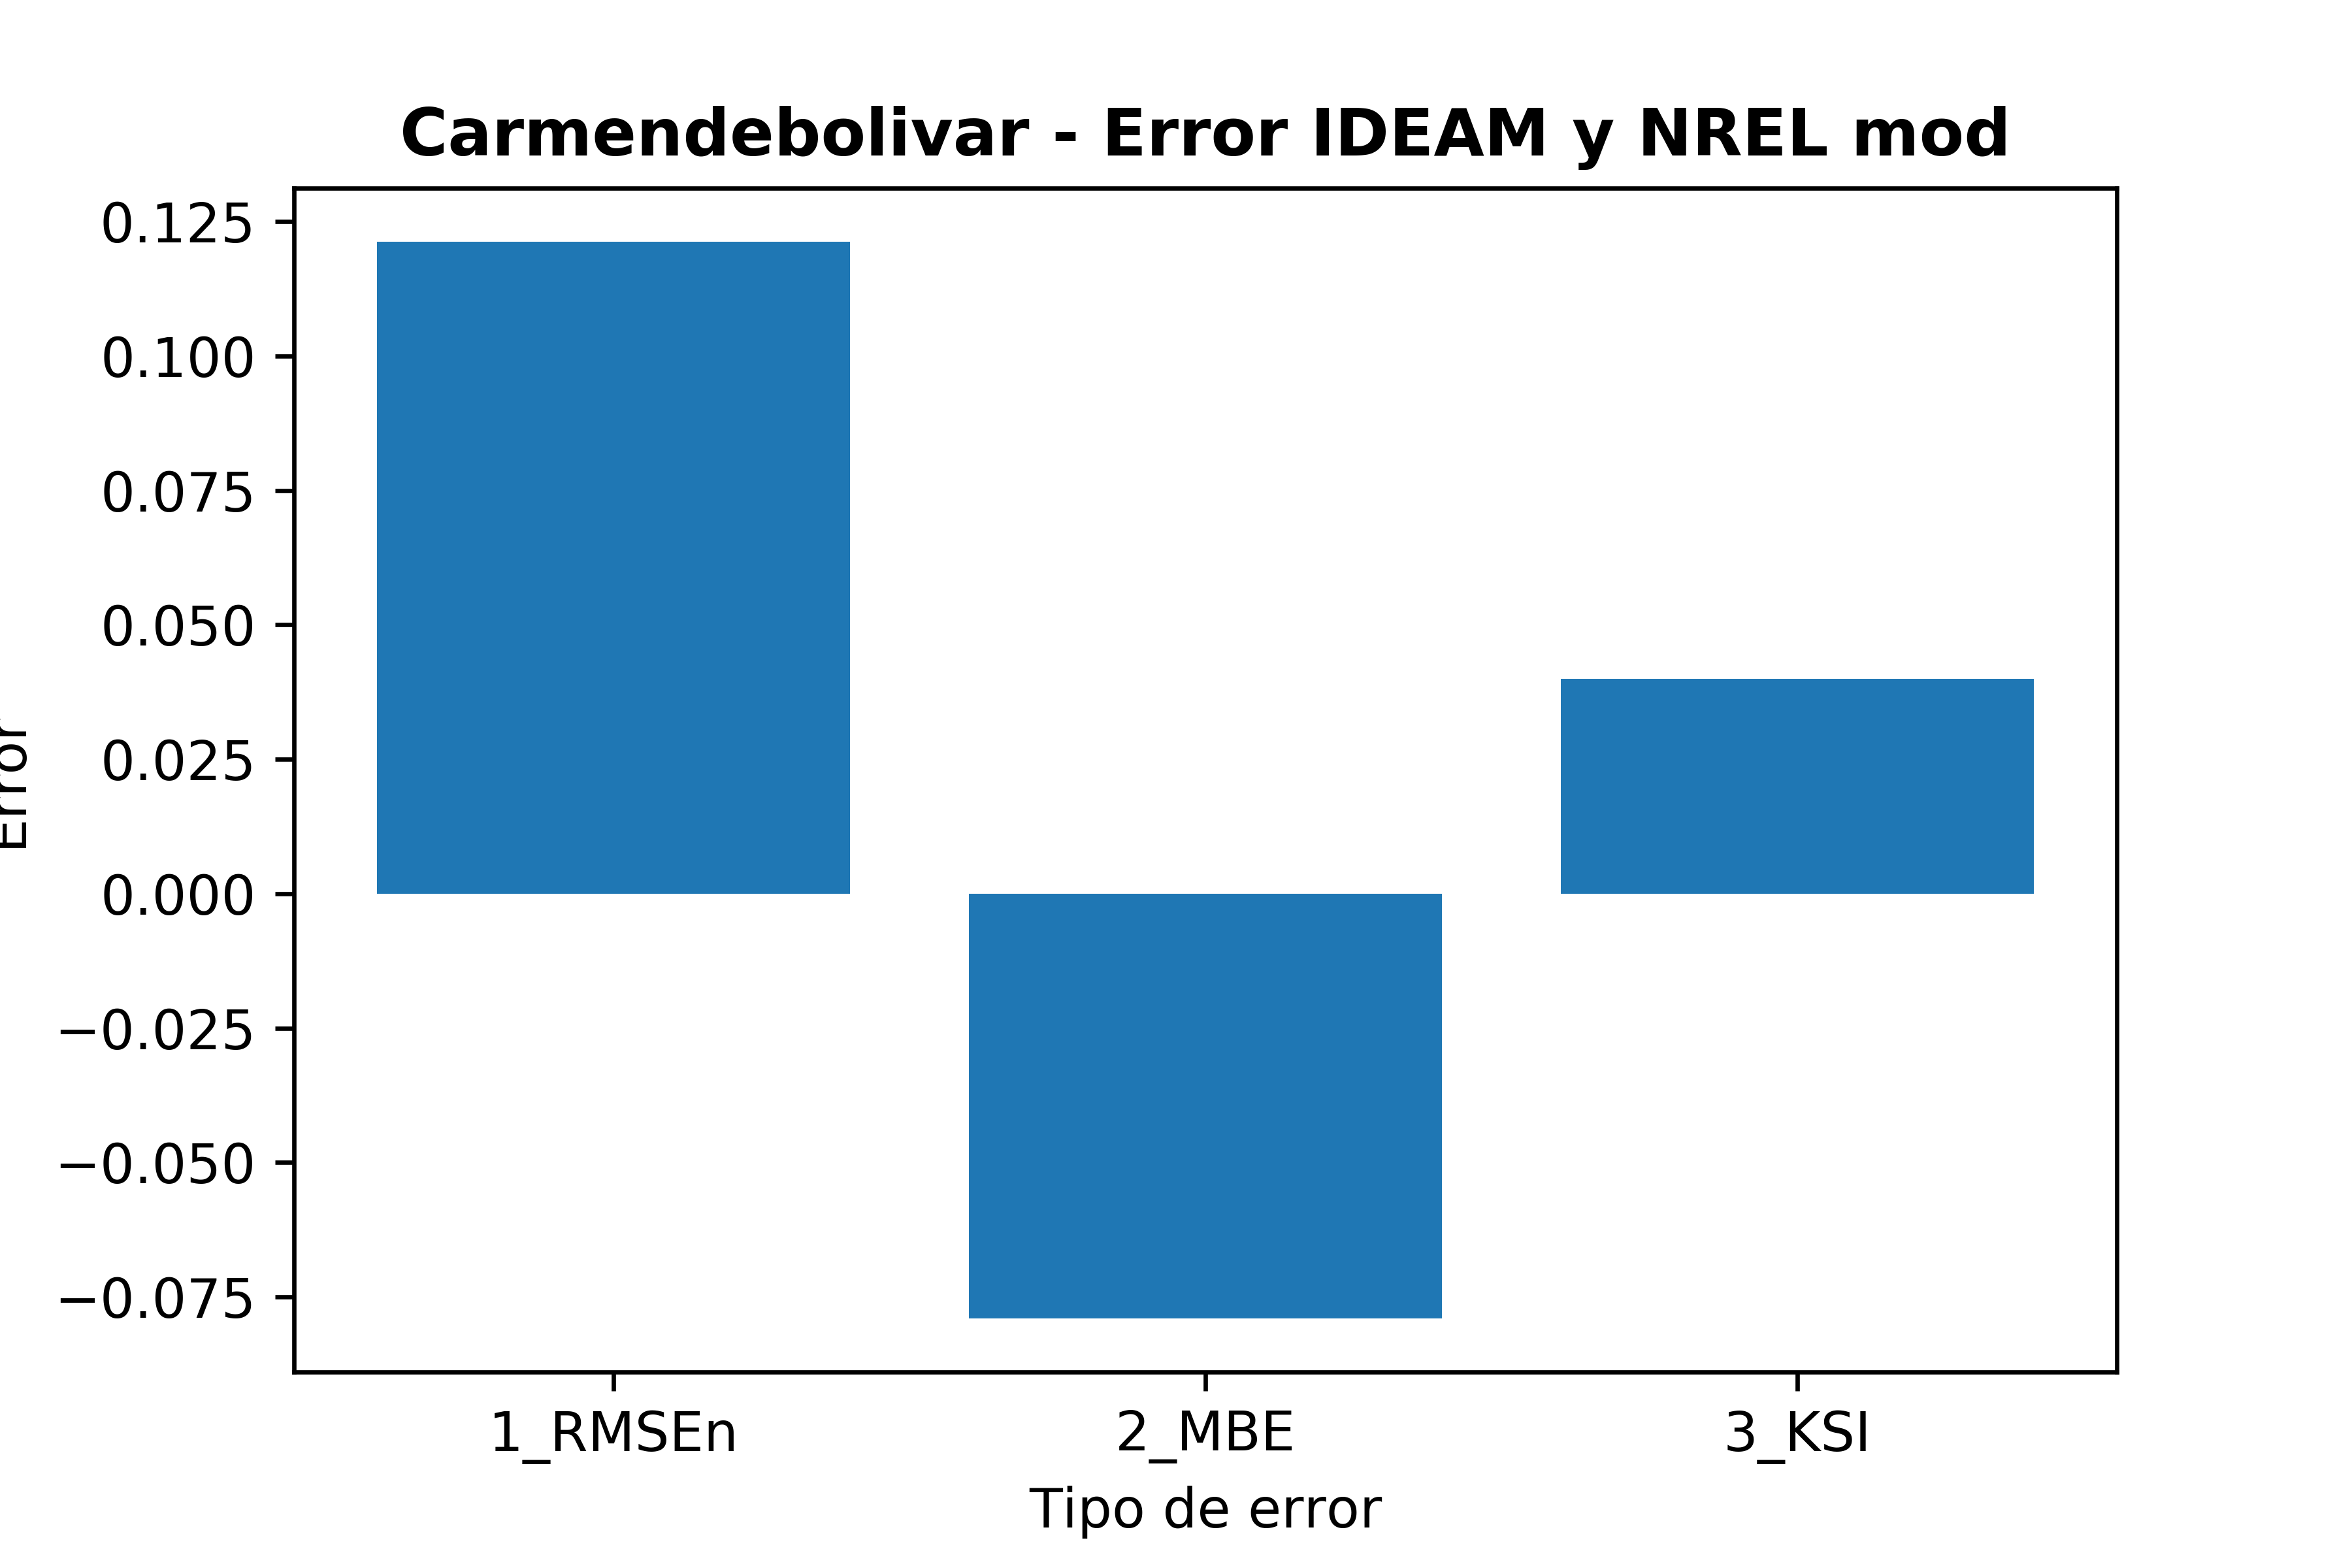 Carmendebolivar - Error IDEAM y NREL mod
0.125
0.100
0.075
0.050
0.025
0.000
−0.025
−0.050
−0.075
Error
1_RMSEn
2_MBE
3_KSI
Tipo de error